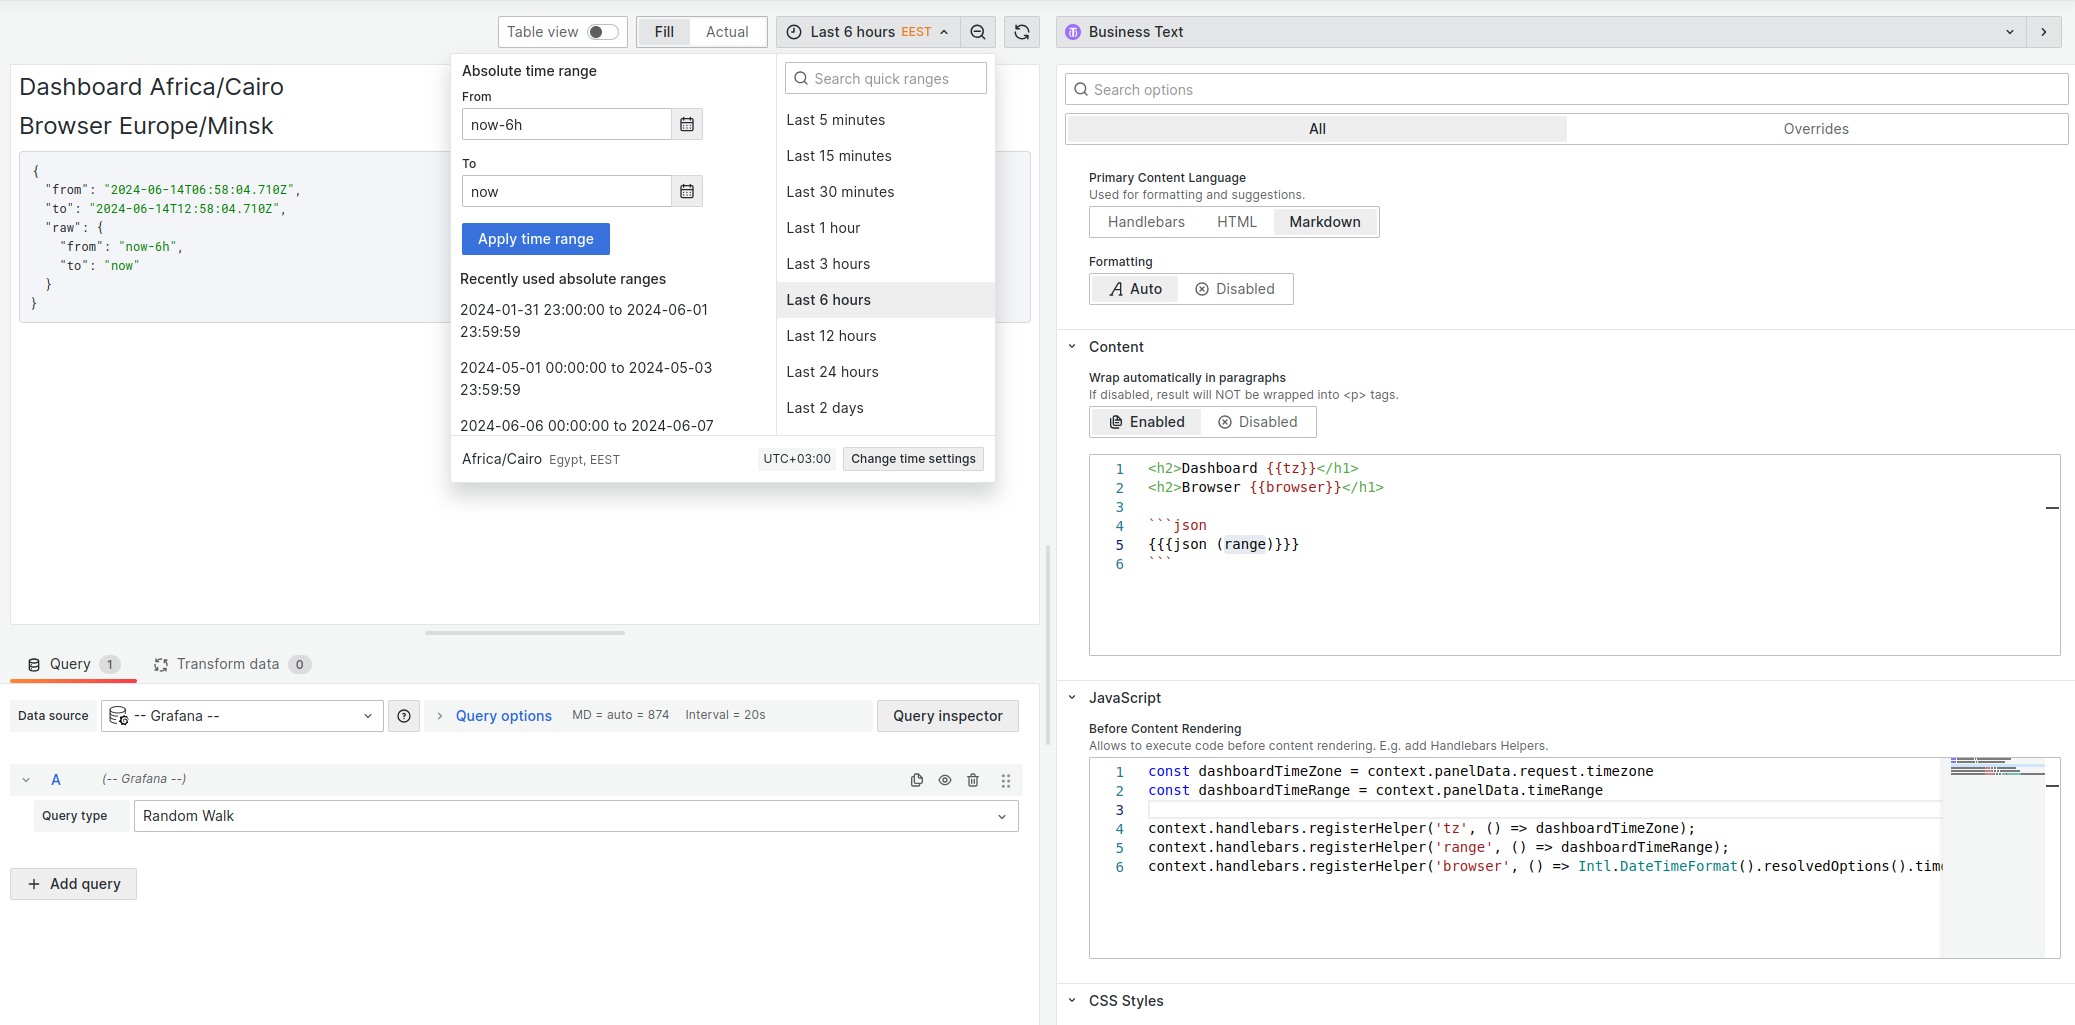 Table view
Fill
Actual
Last 6 hours EEST
Business Text
Dashboard Africa/Cairo
Browser Europe/Minsk
{
"from": "2024-06-14T06:58:04.710Z",
"to": "2024-06-14T12:58:04.710Z",
"raw": {
"from": "now-6h",
"to": "now"
}
}
Absolute time range
From
now-6h
To
now
Apply time range
Recently used absolute ranges
2024-01-31 23:00:00 to 2024-06-01
23:59:59
2024-05-01 00:00:00 to 2024-05-03
23:59:59
2024-06-06 00:00:00 to 2024-06-07
Search quick ranges
Last 5 minutes
Last 15 minutes
Last 30 minutes
Last 1 hour
Last 3 hours
Last 6 hours
Last 12 hours
Last 24 hours
Last 2 days
Africa/Cairo Egypt, EEST
UTC+03:00
Change time settings
Query 1
Transform data 0
Data source
-- Grafana --
Query options
MD = auto = 874
Interval = 20s
Query inspector
A
(-- Grafana --)
Query type
Random Walk
+ Add query
Search options
All
Overrides
Primary Content Language
Used for formatting and suggestions.
Handlebars
HTML
Markdown
Formatting
Auto
Disabled
Content
Wrap automatically in paragraphs
If disabled, result will NOT be wrapped into <p> tags.
Enabled
Disabled
1 <h2>Dashboard {{tz}}</h1>
2 <h2>Browser {{browser}}</h1>
3
4 ```json
5 {{{json (range)}}}
6 ```
JavaScript
Before Content Rendering
Allows to execute code before content rendering. E.g. add Handlebars Helpers.
1 const dashboardTimeZone = context.panelData.request.timezone
2 const dashboardTimeRange = context.panelData.timeRange
3
4 context.handlebars.registerHelper('tz', () => dashboardTimeZone);
5 context.handlebars.registerHelper('range', () => dashboardTimeRange);
6 context.handlebars.registerHelper('browser', () => Intl.DateTimeFormat().resolvedOptions().tim
CSS Styles